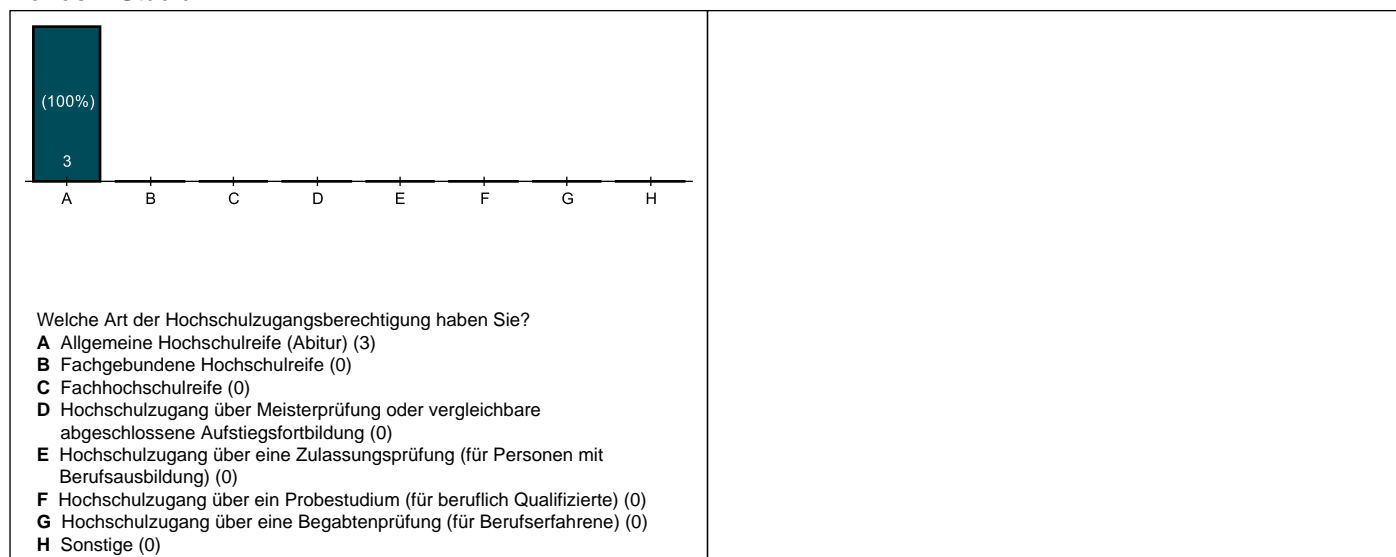 (100%)
3
A B C D E F G H
Welche Art der Hochschulzugangsberechtigung haben Sie?
A Allgemeine Hochschulreife (Abitur) (3)
B Fachgebundene Hochschulreife (0)
C Fachhochschulreife (0)
D Hochschulzugang über Meisterprüfung oder vergleichbare
abgeschlossene Aufstiegsfortbildung (0)
E Hochschulzugang über eine Zulassungsprüfung (für Personen mit
Berufsausbildung) (0)
F Hochschulzugang über ein Probestudium (für beruflich Qualifizierte) (0)
G Hochschulzugang über eine Begabtenprüfung (für Berufserfahrene) (0)
H Sonstige (0)